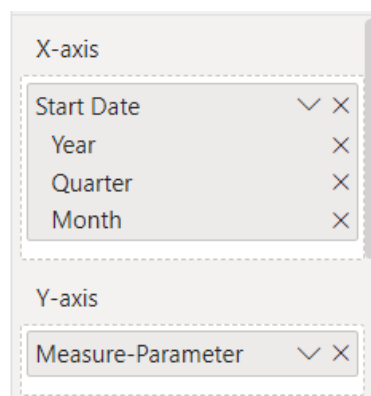 X-axis
Start Date
Year
Quarter
Month
Y-axis
Measure-Parameter